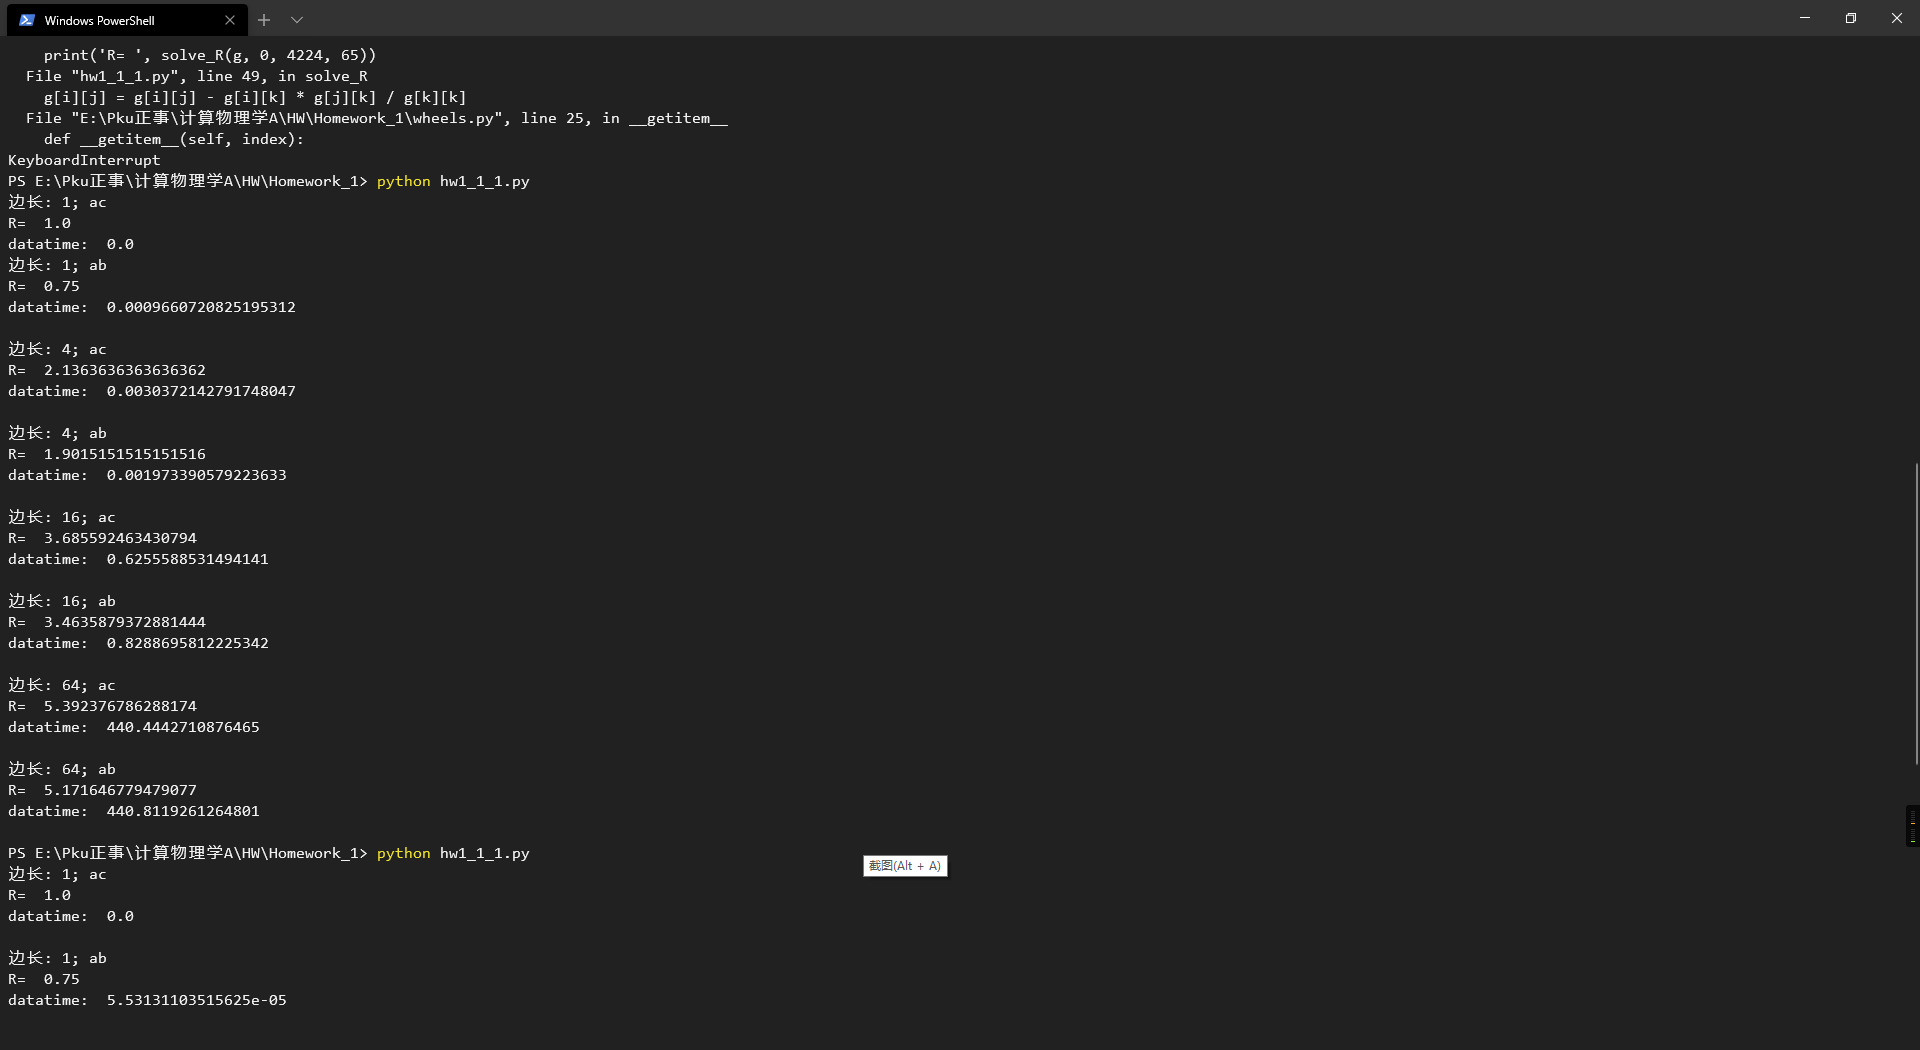 Windows PowerShell
print('R= ', solve_R(g, 0, 4224, 65))
File "hw1_1_1.py", line 49, in solve_R
g[i][j] = g[i][j] - g[i][k] * g[j][k] / g[k][k]
File "E:\Pku正事\计算物理学A\HW\Homework_1\wheels.py", line 25, in __getitem__
def __getitem__(self, index):
KeyboardInterrupt
PS E:\Pku正事\计算物理学A\HW\Homework_1> python hw1_1_1.py
边长: 1; ac
R=  1.0
datatime:  0.0
边长: 1; ab
R=  0.75
datatime:  0.0009660720825195312
边长: 4; ac
R=  2.1363636363636362
datatime:  0.0030372142791748047
边长: 4; ab
R=  1.9015151515151516
datatime:  0.001973390579223633
边长: 16; ac
R=  3.685592463430794
datatime:  0.6255588531494141
边长: 16; ab
R=  3.4635879372881444
datatime:  0.8288695812225342
边长: 64; ac
R=  5.392376786288174
datatime:  440.4442710876465
边长: 64; ab
R=  5.171646779479077
datatime:  440.8119261264801
PS E:\Pku正事\计算物理学A\HW\Homework_1> python hw1_1_1.py
截图(Alt + A)
边长: 1; ac
R=  1.0
datatime:  0.0
边长: 1; ab
R=  0.75
datatime:  5.53131103515625e-05